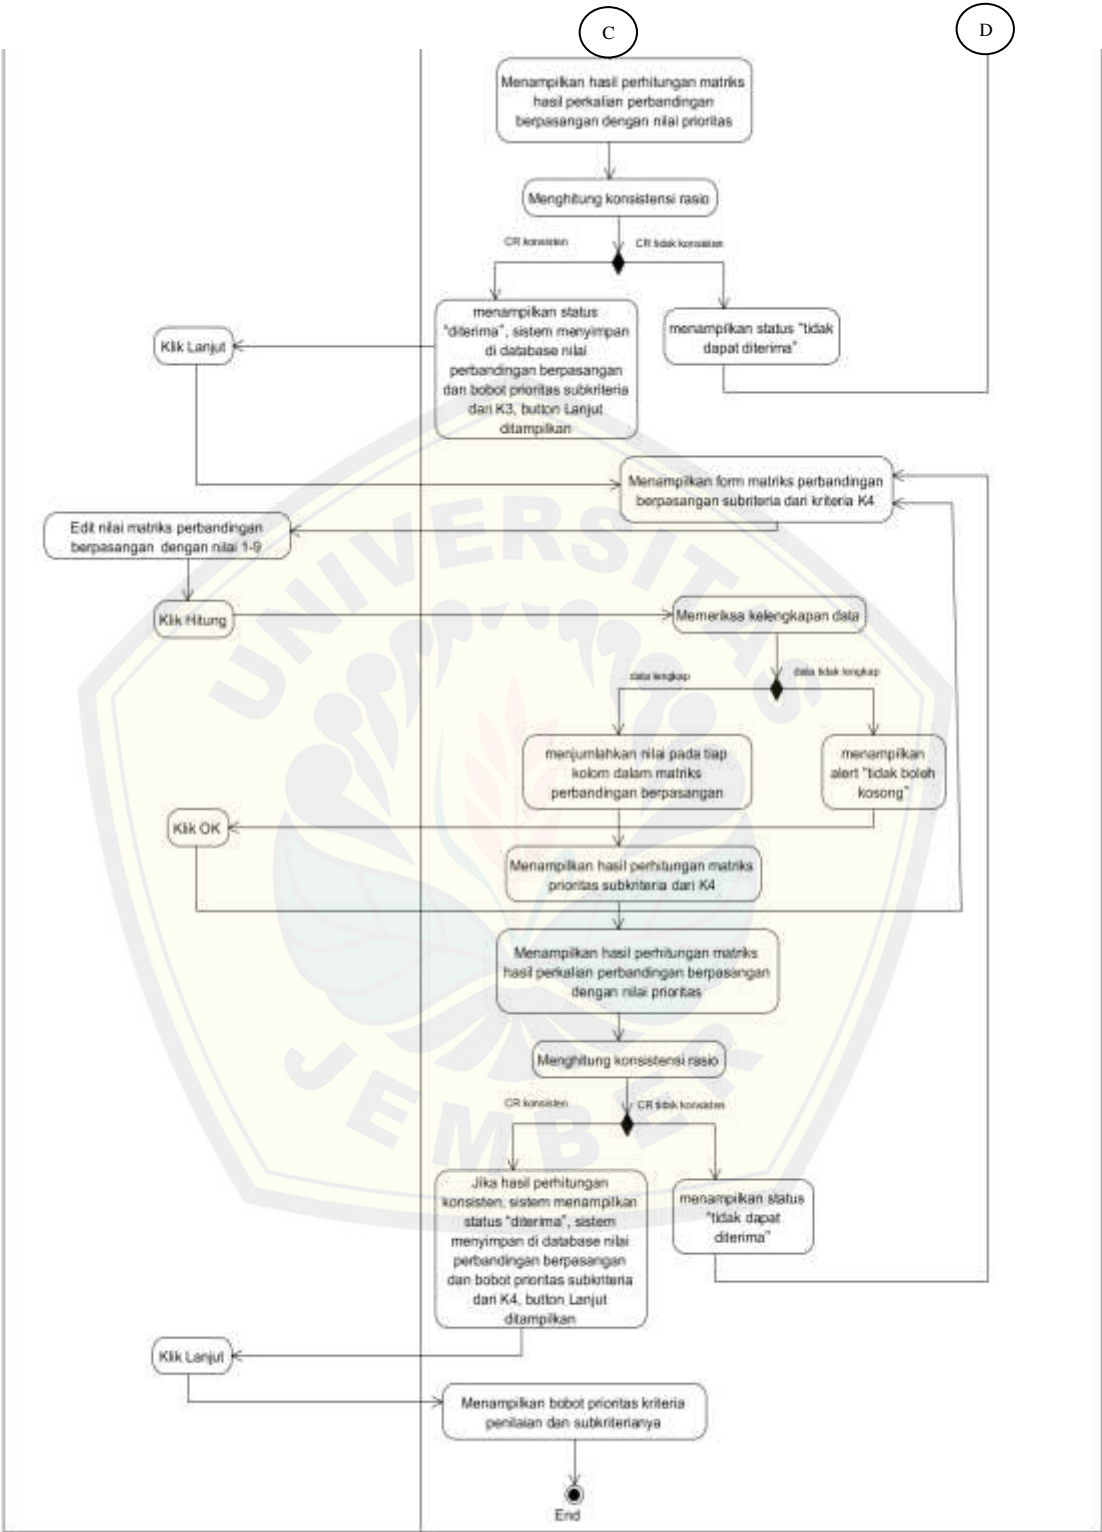 C
D
Menampilkan hasil perhitungan matriks
hasil perkalian perbandingan
berpasangan dengan nilai prioritas
Menghitung konsistensi rasio
CR konsisten
CR tidak konsisten
menampilkan status
"diterima", sistem menyimpan
di database nilai
perbandingan berpasangan
dan bobot prioritas subkriteria
dari K3, button Lanjut
ditampilkan
menampilkan status "tidak
dapat diterima"
Klik Lanjut
Menampilkan form matriks perbandingan
berpasangan subriteria dari kriteria K4
Edit nilai matriks perbandingan
berpasangan dengan nilai 1-9
Klik Hitung
Memeriksa kelengkapan data
data lengkap
data tidak lengkap
menjumlahkan nilai pada tiap
kolom dalam matriks
perbandingan berpasangan
menampilkan
alert "tidak boleh
kosong"
Klik OK
Menampilkan hasil perhitungan matriks
prioritas subkriteria dari K4
Menampilkan hasil perhitungan matriks
hasil perkalian perbandingan berpasangan
dengan nilai prioritas
Menghitung konsistensi rasio
CR konsisten
CR tidak konsisten
Jika hasil perhitungan
konsisten, sistem menampilkan
status "diterima", sistem
menyimpan di database nilai
perbandingan berpasangan
dan bobot prioritas subkriteria
dari K4, button Lanjut
ditampilkan
menampilkan status
"tidak dapat
diterima"
Klik Lanjut
Menampilkan bobot prioritas kriteria
penilaian dan subkriterianya
End
UNIVERSITAS
JEMBER